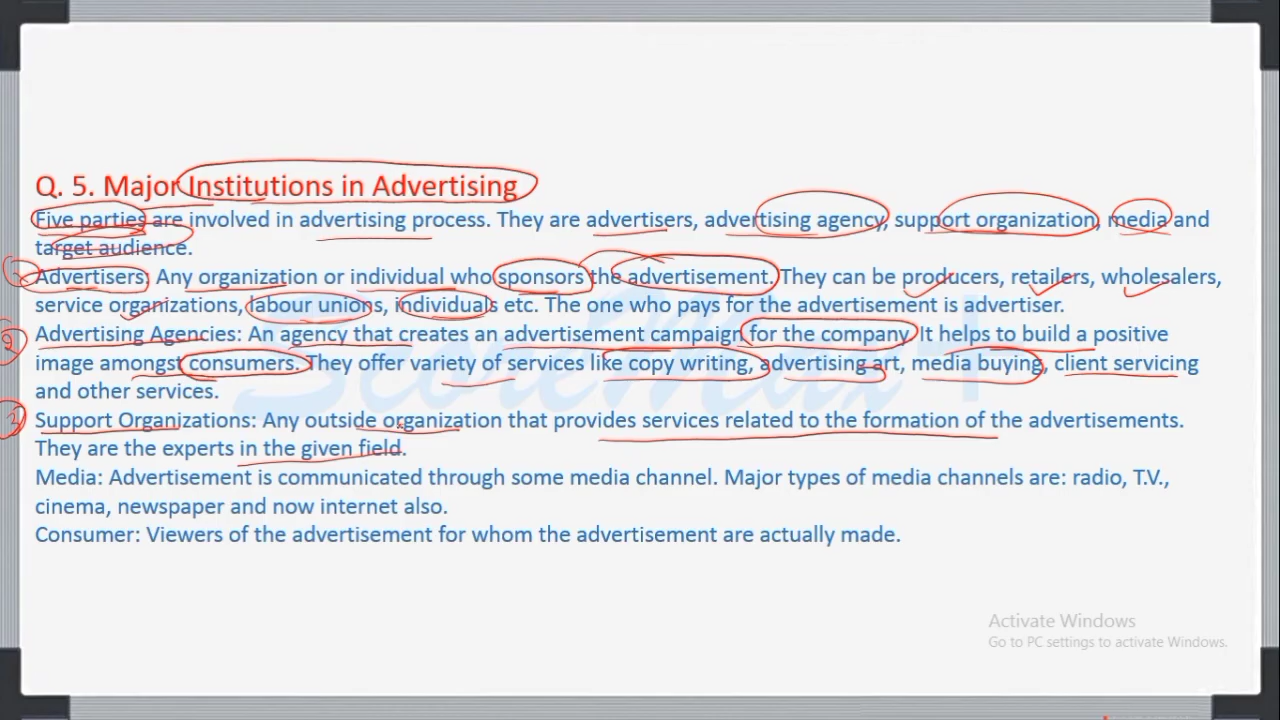 Q. 5. Major Institutions in Advertising
Five parties are involved in advertising process. They are advertisers, advertising agency, support organization, media and
target audience.
Advertisers: Any organization or individual who sponsors the advertisement. They can be producers, retailers, wholesalers,
service organizations, labour unions, individuals etc. The one who pays for the advertisement is advertiser.
Advertising Agencies: An agency that creates an advertisement campaign for the company. It helps to build a positive
image amongst consumers. They offer variety of services like copy writing, advertising art, media buying, client servicing
and other services.
Support Organizations: Any outside organization that provides services related to the formation of the advertisements.
They are the experts in the given field.
Media: Advertisement is communicated through some media channel. Major types of media channels are: radio, T.V.,
cinema, newspaper and now internet also.
Consumer: Viewers of the advertisement for whom the advertisement are actually made.
Activate Windows
Go to PC settings to activate Windows.